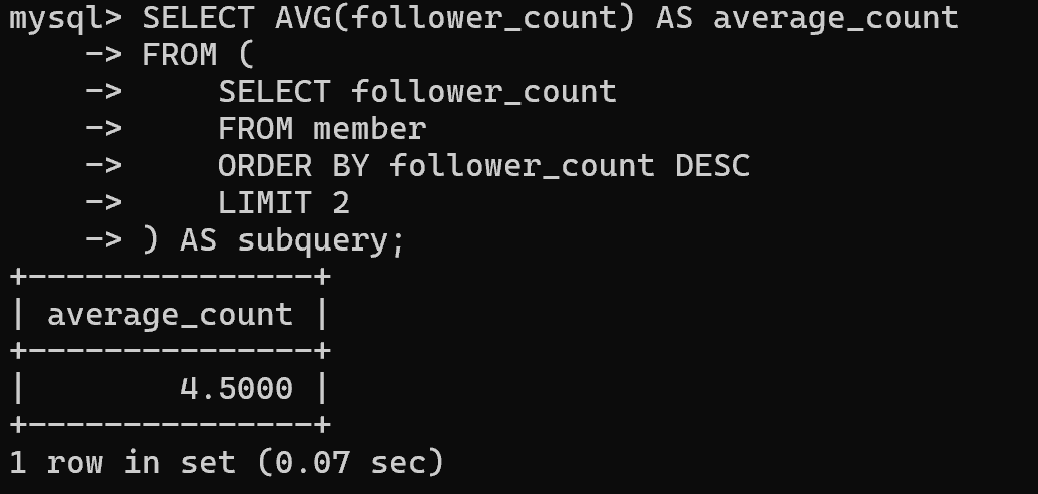 mysql> SELECT AVG(follower_count) AS average_count
    -> FROM (
    ->     SELECT follower_count
    ->     FROM member
    ->     ORDER BY follower_count DESC
    ->     LIMIT 2
    -> ) AS subquery;
+---------------+
| average_count |
+---------------+
|        4.5000 |
+---------------+
1 row in set (0.07 sec)